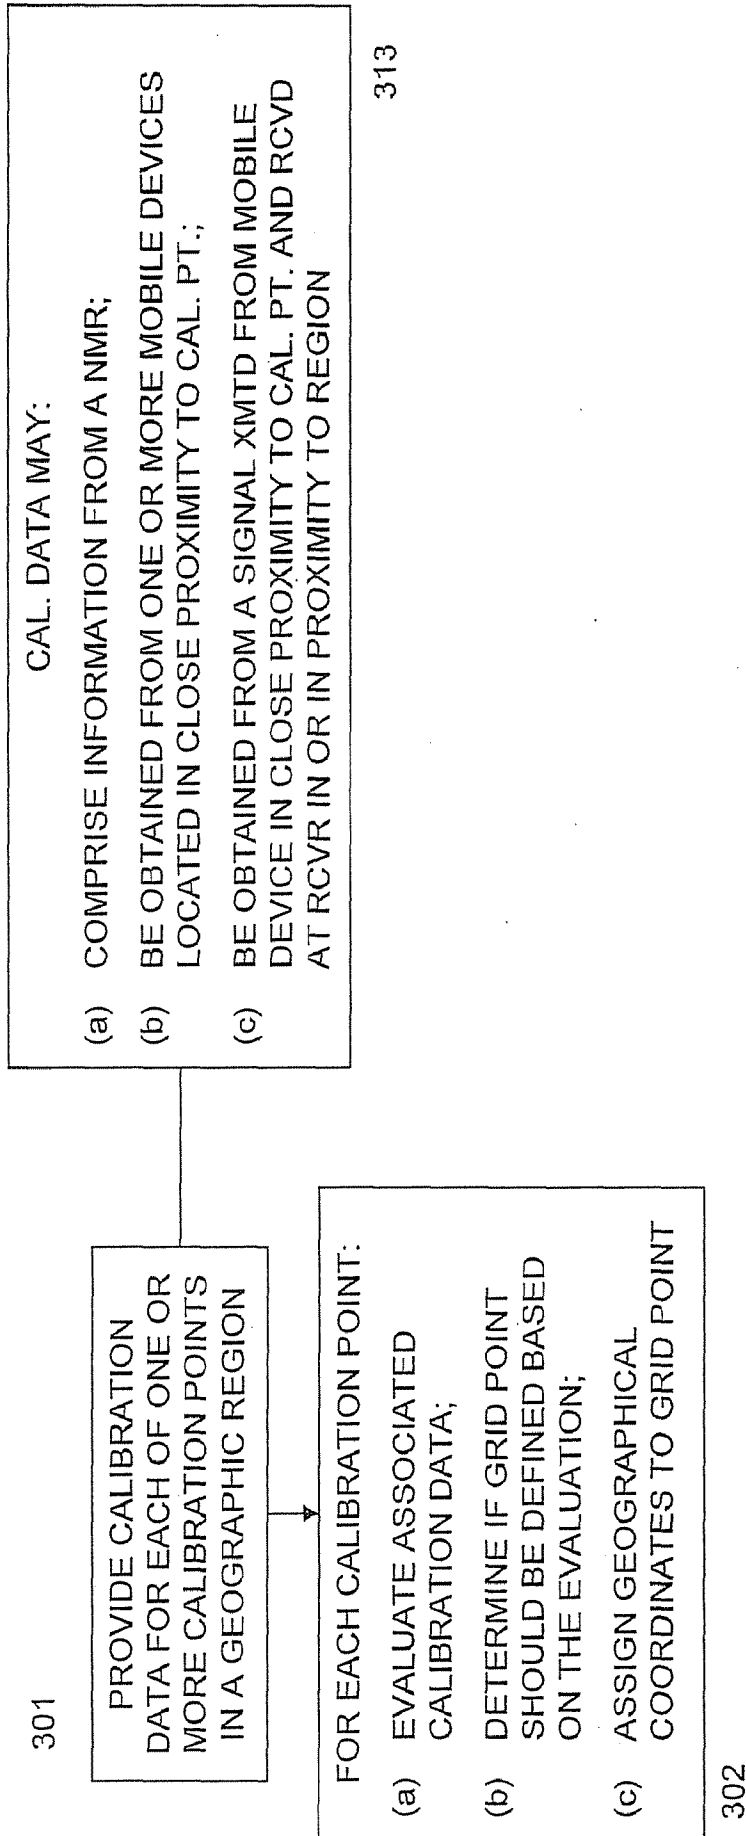 301
PROVIDE CALIBRATION
DATA FOR EACH OF ONE OR
MORE CALIBRATION POINTS
IN A GEOGRAPHIC REGION
FOR EACH CALIBRATION POINT:
(a) EVALUATE ASSOCIATED
CALIBRATION DATA;
(b) DETERMINE IF GRID POINT
SHOULD BE DEFINED BASED
ON THE EVALUATION;
(c) ASSIGN GEOGRAPHICAL
COORDINATES TO GRID POINT
302
CAL. DATA MAY:
(a) COMPRISE INFORMATION FROM A NMR;
(b) BE OBTAINED FROM ONE OR MORE MOBILE DEVICES
LOCATED IN CLOSE PROXIMITY TO CAL. PT.;
(c) BE OBTAINED FROM A SIGNAL XMTD FROM MOBILE
DEVICE IN CLOSE PROXIMITY TO CAL. PT. AND RCVD
AT RCVR IN OR IN PROXIMITY TO REGION
313